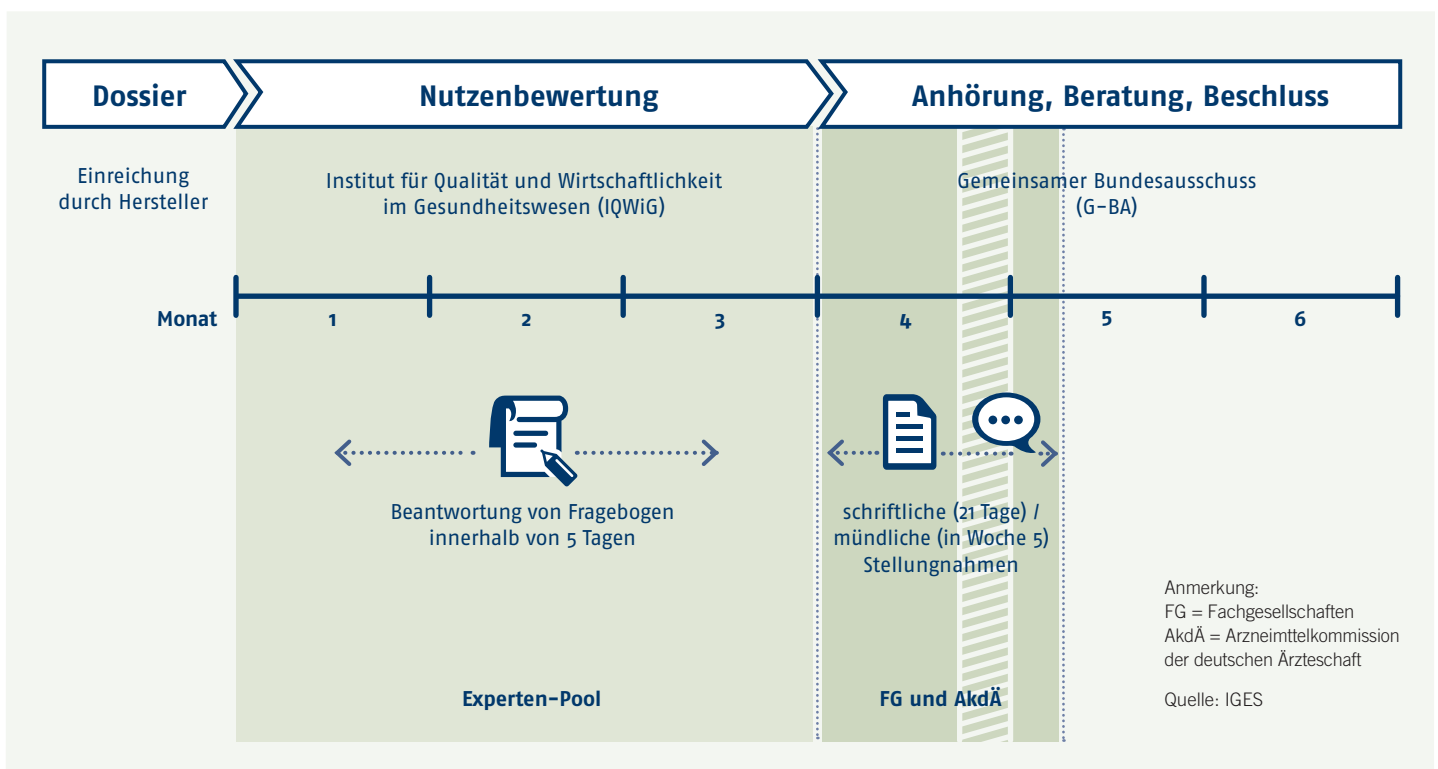 Dossier
Nutzenbewertung
Anhörung, Beratung, Beschluss
Einreichung
durch Hersteller
Institut für Qualität und Wirtschaftlichkeit
im Gesundheitswesen (IQWiG)
Gemeinsamer Bundesausschuss
(G-BA)
Monat
1
2
3
4
5
6
Beantwortung von Fragebogen
innerhalb von 5 Tagen
schriftliche (21 Tage) /
mündliche (in Woche 5)
Stellungnahmen
Experten-Pool
FG und AkdÄ
Anmerkung:
FG = Fachgesellschaften
AkdÄ = Arzneimttelkommission
der deutschen Ärzteschaft
Quelle: IGES